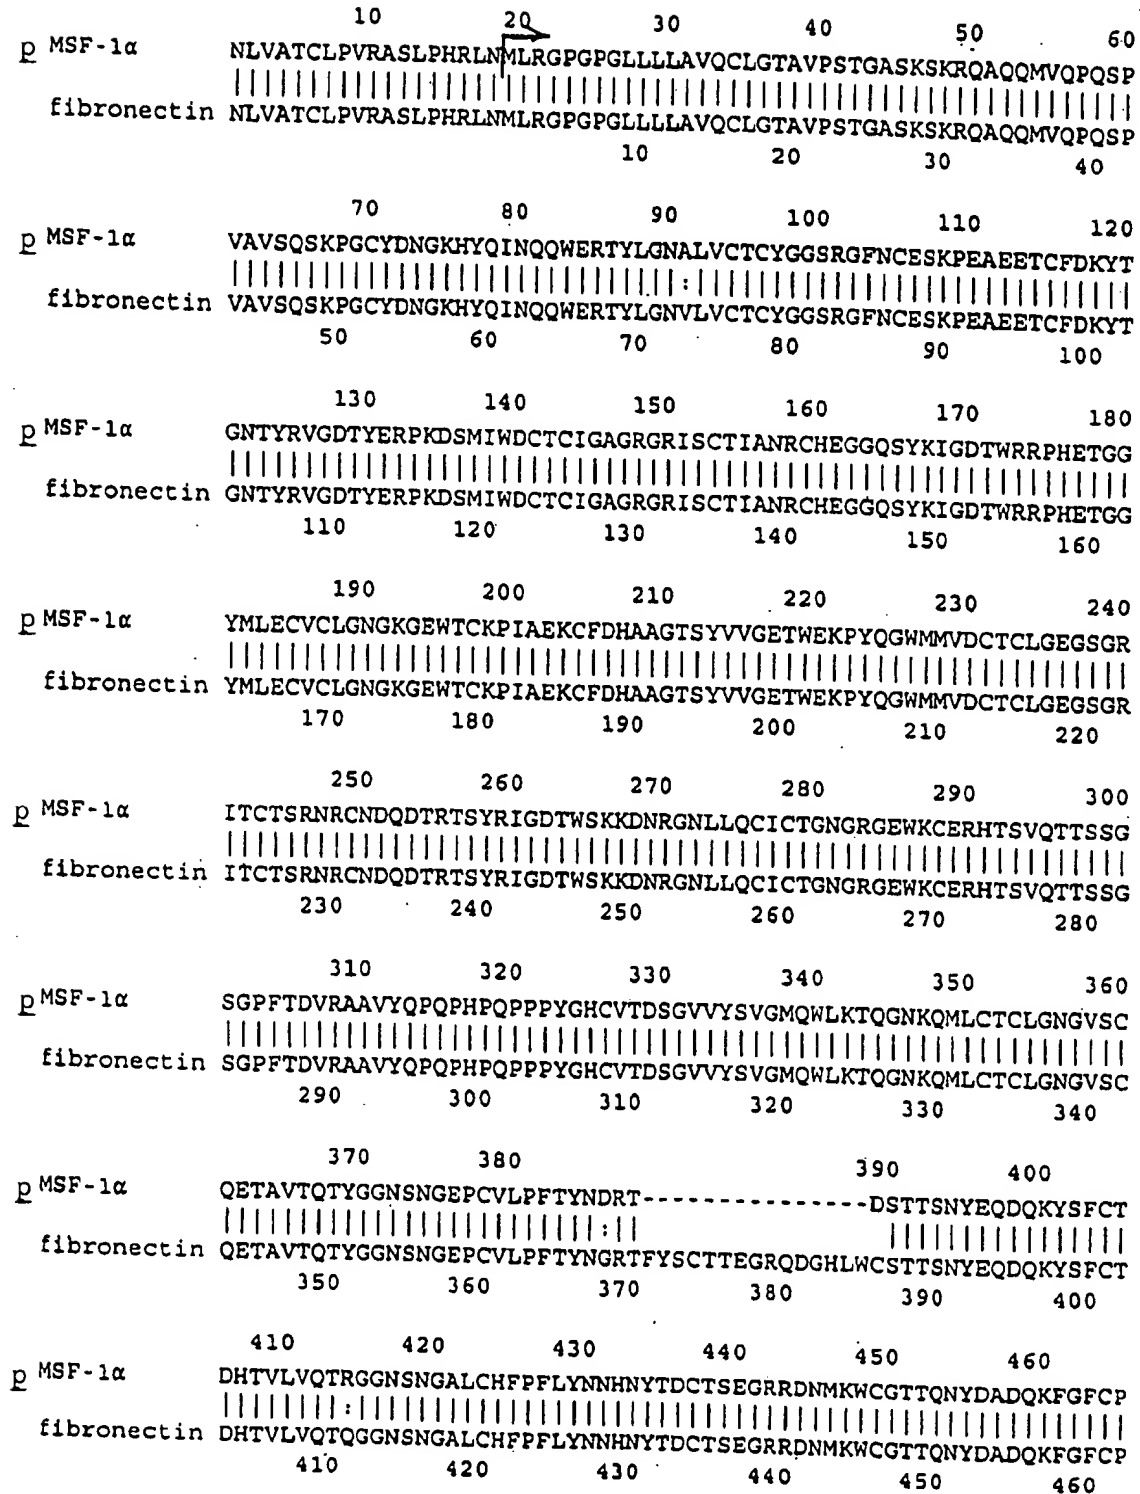 10 20 30 40 50 60
p MSF-1α NLVATCLPVRASLPHRLNMLRGPGPGLLLLAVQCLGTAVPSTGASKSKRQAQQMVQPQSP
fibronectin NLVATCLPVRASLPHRLNMLRGPGPGLLLLAVQCLGTAVPSTGASKSKRQAQQMVQPQSP
10 20 30 40
70 80 90 100 110 120
p MSF-1α VAVSQSKPGCYDNGKHYQINQQWERTYLGNALVCTCYGGSRGFNCESKPEAEETCFDKYT
:
fibronectin VAVSQSKPGCYDNGKHYQINQQWERTYLGNVLVCTCYGGSRGFNCESKPEAEETCFDKYT
50 60 70 80 90 100
130 140 150 160 170 180
p MSF-1α GNTYRVGDTYERPKDSMIWDCTCIGAGRGRISCTIANRCHEGGQSYKIGDTWRRPHETGG
fibronectin GNTYRVGDTYERPKDSMIWDCTCIGAGRGRISCTIANRCHEGGQSYKIGDTWRRPHETGG
110 120 130 140 150 160
190 200 210 220 230 240
p MSF-1α YMLECVCLGNGKGEWTCKPIAEKCFDHAAGTSYVVGETWEKPYQGWMMVDCTCLGEGSGR
fibronectin YMLECVCLGNGKGEWTCKPIAEKCFDHAAGTSYVVGETWEKPYQGWMMVDCTCLGEGSGR
170 180 190 200 210 220
250 260 270 280 290 300
p MSF-1α ITCTSRNRCNDQDTRTSYRIGDTWSKKDNRGNLLQCICTGNGRGEWKCERHTSVQTTSSG
fibronectin ITCTSRNRCNDQDTRTSYRIGDTWSKKDNRGNLLQCICTGNGRGEWKCERHTSVQTTSSG
230 240 250 260 270 280
310 320 330 340 350 360
p MSF-1α SGPFTDVRAAVYQPQPHPQPPPYGHCVTDSGVVYSVGMQWLKTQGNKQMLCTCLGNGVSC
fibronectin SGPFTDVRAAVYQPQPHPQPPPYGHCVTDSGVVYSVGMQWLKTQGNKQMLCTCLGNGVSC
290 300 310 320 330 340
370 380 390 400
p MSF-1α QETAVTQTYGGNSNGEPCVLPFTYNDRT---------------DSTTSNYEQDQKYSFCT
:
fibronectin QETAVTQTYGGNSNGEPCVLPFTYNGRTFYSCTTEGRQDGHLWCSTTSNYEQDQKYSFCT
350 360 370 380 390 400
410 420 430 440 450 460
p MSF-1α DHTVLVQTRGGNSNGALCHFPFLYNNHNYTDCTSEGRRDNMKWCGTTQNYDADQKFGFCP
:
fibronectin DHTVLVQTQGGNSNGALCHFPFLYNNHNYTDCTSEGRRDNMKWCGTTQNYDADQKFGFCP
410 420 430 440 450 460